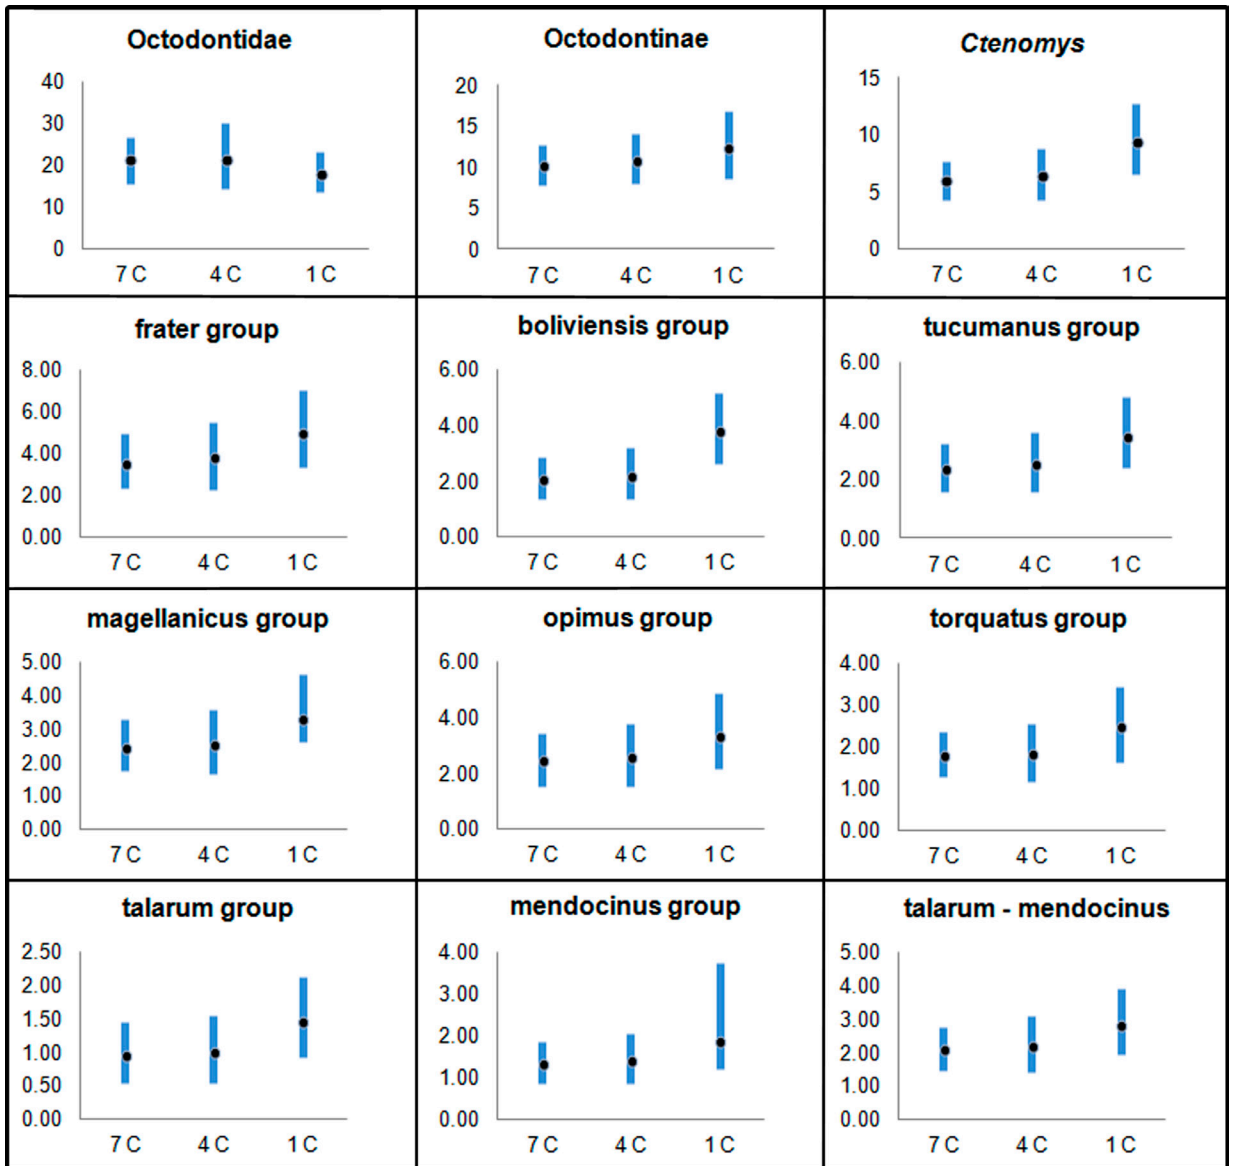 Octodontidae
40
30
20
10
0
7 C 4 C 1 C
Octodontinae
20
15
10
5
0
7 C 4 C 1 C
Ctenomys
15
10
5
0
7 C 4 C 1 C
frater group
8.00
6.00
4.00
2.00
0.00
7 C 4 C 1 C
boliviensis group
6.00
4.00
2.00
0.00
7 C 4 C 1 C
tucumanus group
6.00
4.00
2.00
0.00
7 C 4 C 1 C
magellanicus group
5.00
4.00
3.00
2.00
1.00
0.00
7 C 4 C 1 C
opimus group
6.00
4.00
2.00
0.00
7 C 4 C 1 C
torquatus group
4.00
3.00
2.00
1.00
0.00
7 C 4 C 1 C
talarum group
2.50
2.00
1.50
1.00
0.50
0.00
7 C 4 C 1 C
mendocinus group
4.00
3.00
2.00
1.00
0.00
7 C 4 C 1 C
talarum - mendocinus
5.00
4.00
3.00
2.00
1.00
0.00
7 C 4 C 1 C